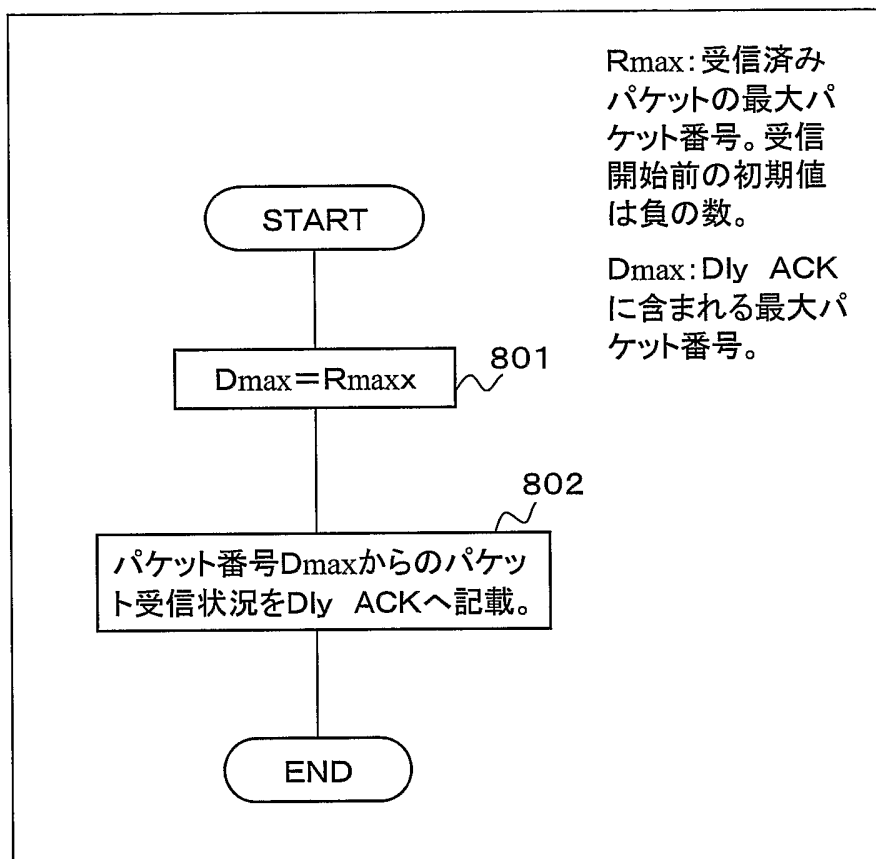 Rmax:受信済み
パケットの最大パ
ケット番号。受信
開始前の初期値
は負の数。
Dmax:Dly ACK
に含まれる最大パ
ケット番号。
START
801
Dmax=Rmaxx
802
パケット番号Dmaxからのパケッ
ト受信状況をDly ACKへ記載。
END